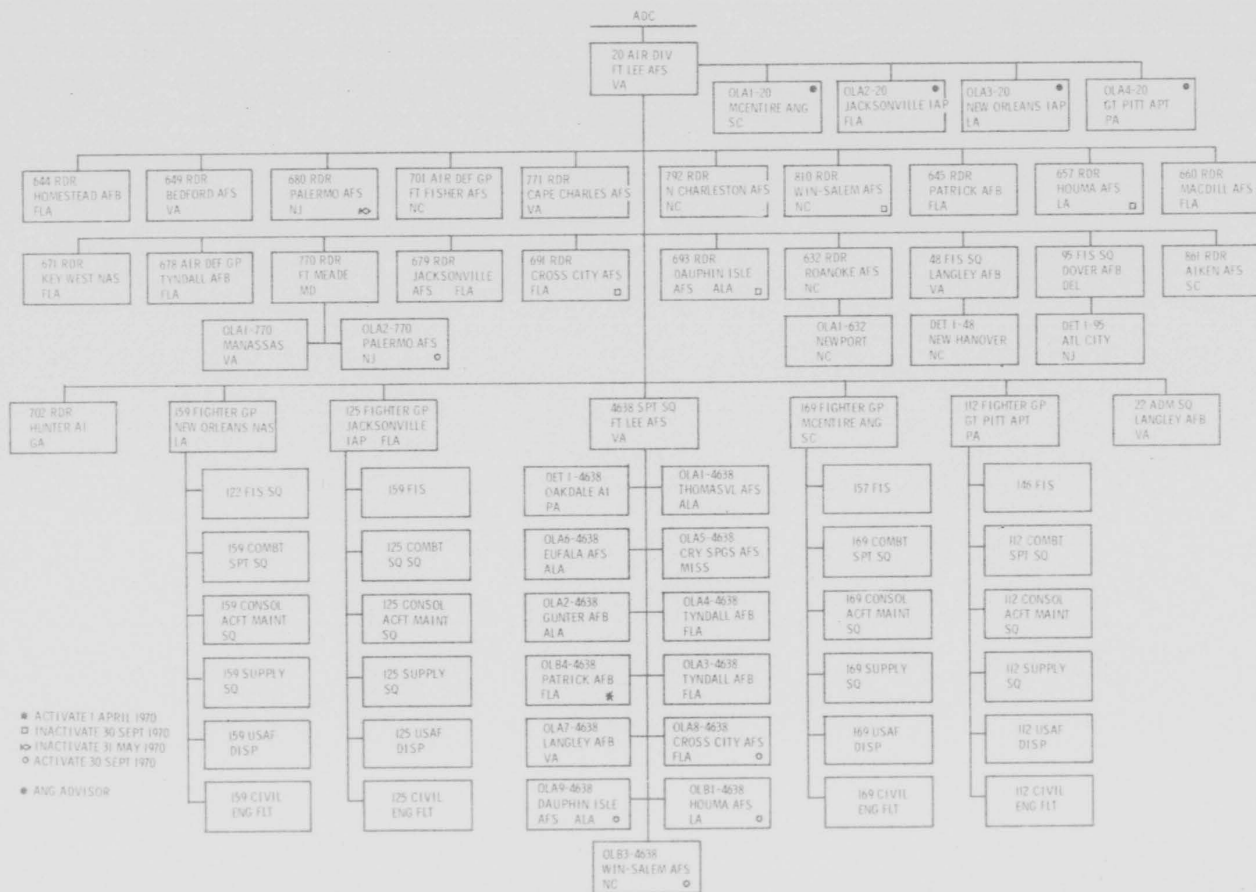 ADC
20 AIR DIV
FT LEE AFS
VA
OLA1-20
MCENTIRE ANG
SC
OLA2-20
JACKSONVILLE IAP
FLA
OLA3-20
NEW ORLEANS IAP
LA
OLA4-20
GT PITT APT
PA
644 RDR
HOMESTEAD AFB
FLA
649 RDR
BEDFORD AFS
VA
680 RDR
PALERMO AFS
NJ
701 AIR DEF GP
FT FISHER AFS
NC
771 RDR
CAPE CHARLES AFS
VA
792 RDR
N CHARLESTON AFS
NC
810 RDR
WIN-SALEM AFS
NC
645 RDR
PATRICK AFB
FLA
657 RDR
HOUMA AFS
LA
660 RDR
MACDILL AFS
FLA
671 RDR
KEY WEST NAS
FLA
678 AIR DEF GP
TYNDALL AFB
FLA
770 RDR
FT MEADE
MD
679 RDR
JACKSONVILLE
AFS FLA
691 RDR
CROSS CITY AFS
FLA
693 RDR
DAUPHIN ISLE
AFS ALA
632 RDR
ROANOKE AFS
NC
48 FIS SQ
LANGLEY AFB
VA
95 FIS SQ
DOVER AFB
DEL
861 RDR
AIKEN AFS
SC
OLA1-770
MANASSAS
VA
OLA2-770
PALERMO AFS
NJ
OLA1-632
NEWPORT
NC
DET 1-48
NEW HANOVER
NC
DET 1-95
ATL CITY
NJ
702 RDR
HUNTER AI
GA
159 FIGHTER GP
NEW ORLEANS NAS
LA
125 FIGHTER GP
JACKSONVILLE
IAP FLA
4638 SPT SQ
FT LEE AFS
VA
169 FIGHTER GP
MCENTIRE ANG
SC
112 FIGHTER GP
GT PITT APT
PA
22 ADM SQ
LANGLEY AFB
VA
122 FIS SQ
159 COMBT
SPT SQ
159 CONSOL
ACFT MAINT
SQ
159 SUPPLY
SQ
159 USAF
DISP
159 CIVIL
ENG FLT
159 FIS
125 COMBT
SQ SQ
125 CONSOL
ACFT MAINT
SQ
125 SUPPLY
SQ
125 USAF
DISP
125 CIVIL
ENG FLT
DET 1-4638
OAKDALE AI
PA
OLA1-4638
THOMASVL AFS
ALA
OLA6-4638
EUFALA AFS
ALA
OLA5-4638
CRY SPGS AFS
MISS
OLA2-4638
GUNTER AFB
ALA
OLA4-4638
TYNDALL AFB
FLA
OLB4-4638
PATRICK AFB
FLA
OLA3-4638
TYNDALL AFB
FLA
OLA7-4638
LANGLEY AFB
VA
OLA8-4638
CROSS CITY AFS
FLA
OLA9-4638
DAUPHIN ISLE
AFS ALA
OLB1-4638
HOUMA AFS
LA
OLB3-4638
WIN-SALEM AFS
NC
157 FIS
169 COMBT
SPT SQ
169 CONSOL
ACFT MAINT
SQ
169 SUPPLY
SQ
169 USAF
DISP
169 CIVIL
ENG FLT
146 FIS
112 COMBT
SPT SQ
112 CONSOL
ACFT MAINT
SQ
112 SUPPLY
SQ
112 USAF
DISP
112 CIVIL
ENG FLT
ACTIVATE 1 APRIL 1970
INACTIVATE 30 SEPT 1970
INACTIVATE 31 MAY 1970
ACTIVATE 30 SEPT 1970
ANG ADVISOR